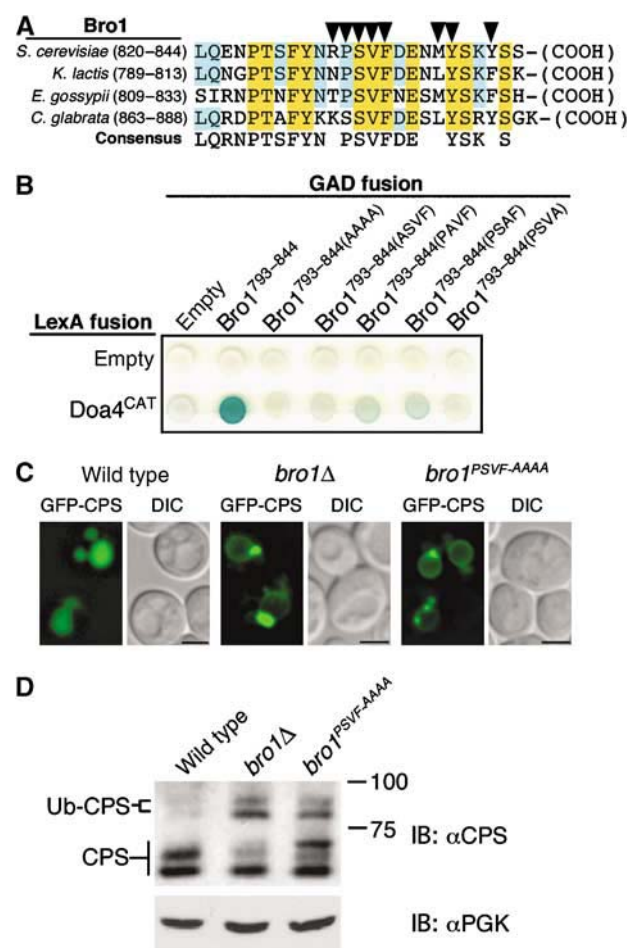 A
Bro1
S. cerevisiae (820–844) LQENPTSFYNRPSVFDENMYSKYSS-(COOH)
K. lactis (789–813) LQNGPTSFYNKPSVFDENLYSKFSK-(COOH)
E. gossypii (809–833) SIRNPTNFYNTPSVFNESMYSKFSH-(COOH)
C. glabrata (863–888) LQRDPTAFYKKSSVFDESLYSRYSGK-(COOH)
Consensus LQRNPTSFYN PSVFDE YSK S
B
GAD fusion
Empty
Bro1793–844
Bro1793–844(AAAA)
Bro1793–844(ASVF)
Bro1793–844(PAVF)
Bro1793–844(PSAF)
Bro1793–844(PSVA)
LexA fusion
Empty
Doa4CAT
C
Wild type bro1Δ bro1PSVF-AAAA
GFP-CPS DIC GFP-CPS DIC GFP-CPS DIC
D
Wild type
bro1Δ
bro1PSVF-AAAA
100
Ub-CPS
75
IB: αCPS
CPS
IB: αPGK